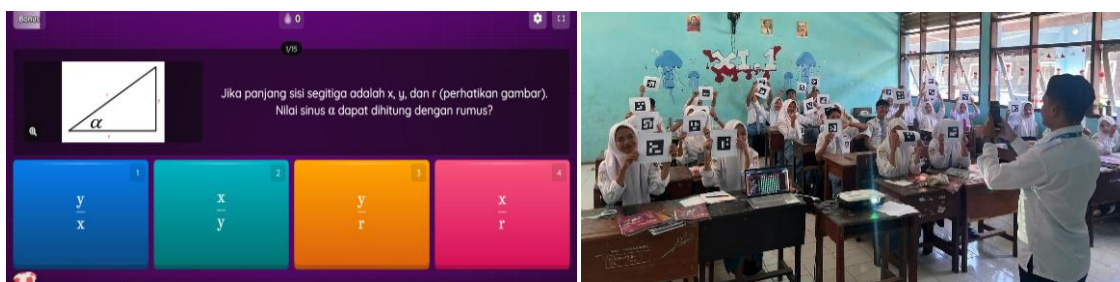 Bonus
0
1/15
Jika panjang sisi segitiga adalah x, y, dan r (perhatikan gambar).
Nilai sinus α dapat dihitung dengan rumus?
α
1
y
x
2
x
y
3
y
r
4
x
r
XI.1